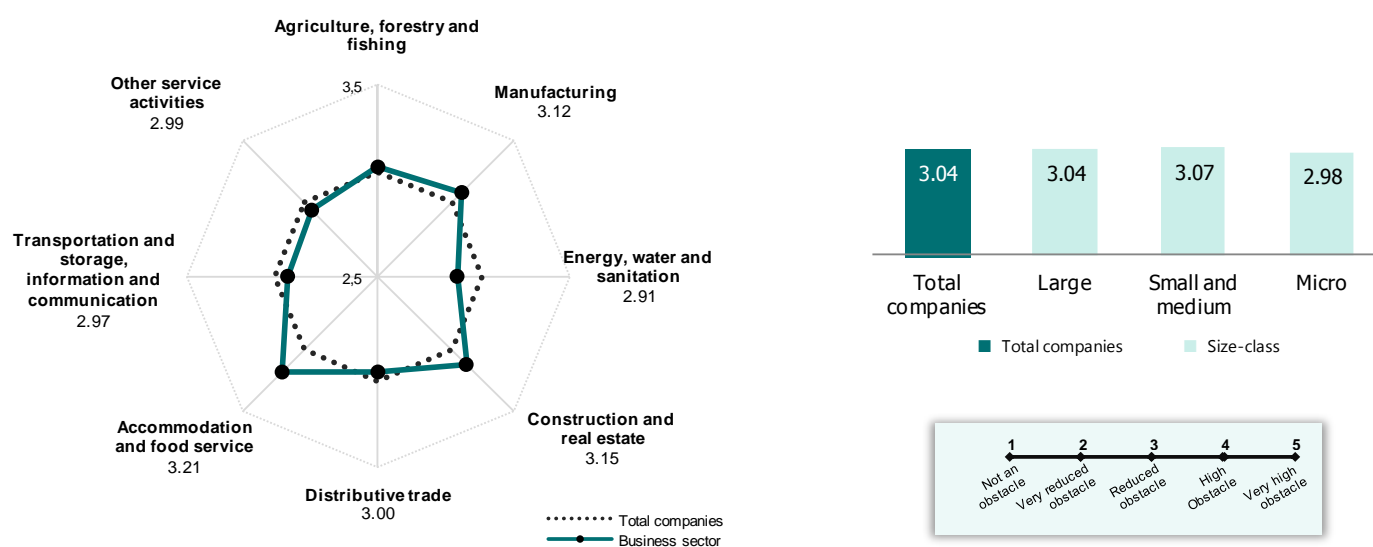 Agriculture, forestry and
fishing
3,5
Manufacturing
3.12
Other service
activities
2.99
Energy, water and
sanitation
2.91
2,5
Transportation and
storage,
information and
communication
2.97
Construction and
real estate
3.15
Accommodation
and food service
3.21
Distributive trade
3.00
Total companies
Business sector
3.04
3.04
3.07
2.98
Total
companies
Large
Small and
medium
Micro
Total companies
Size-class
1
2
3
4
5
Not an
obstacle
Very reduced
obstacle
Reduced
obstacle
High
Obstacle
Very high
obstacle